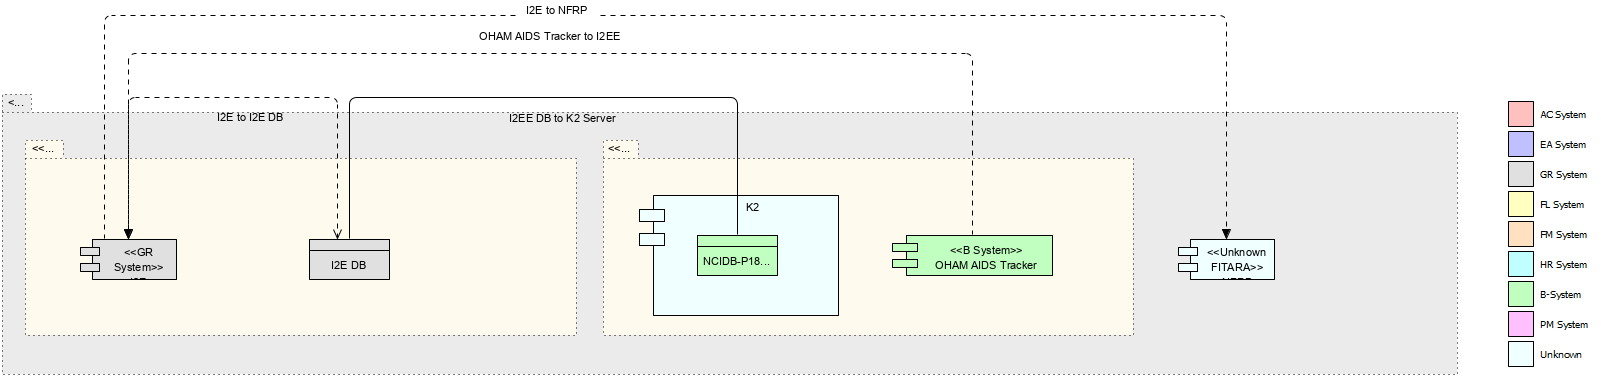 I2E to NFRP
OHAM AIDS Tracker to I2EE
<...
I2E to I2E DB
I2EE DB to K2 Server
<<...
<<...
K2
<<GR
System>>
I2E DB
NCIDB-P18...
<<B System>>
OHAM AIDS Tracker
<<Unknown
FITARA>>
AC System
EA System
GR System
FL System
FM System
HR System
B-System
PM System
Unknown